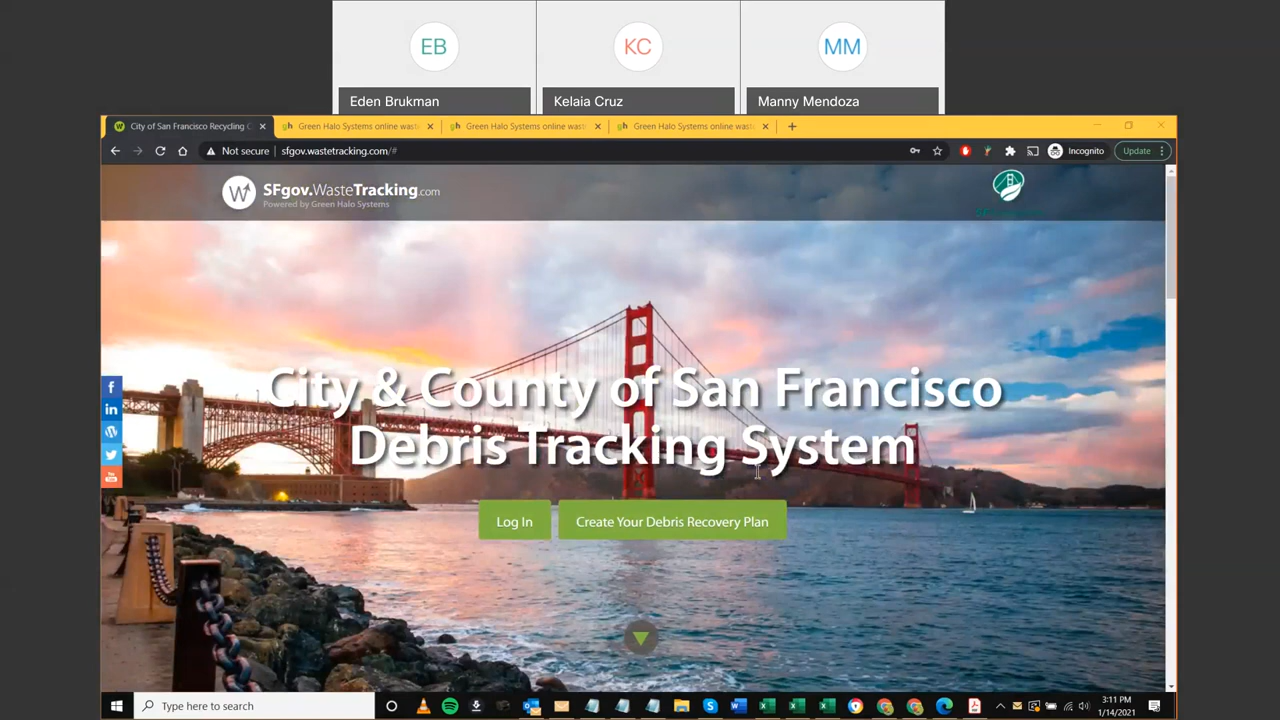 EB
KC
MM
Eden Brukman
Kelaia Cruz
Manny Mendoza
City of San Francisco Recycling
Green Halo Systems online wast
Green Halo Systems online wast
Green Halo Systems online wast
Not secure
sfgov.wastetracking.com/#
Incognito
Update
SFgov.WasteTracking.com
Powered by Green Halo Systems
City & County of San Francisco
Debris Tracking System
Log In
Create Your Debris Recovery Plan
Type here to search
3:11 PM
1/14/2021